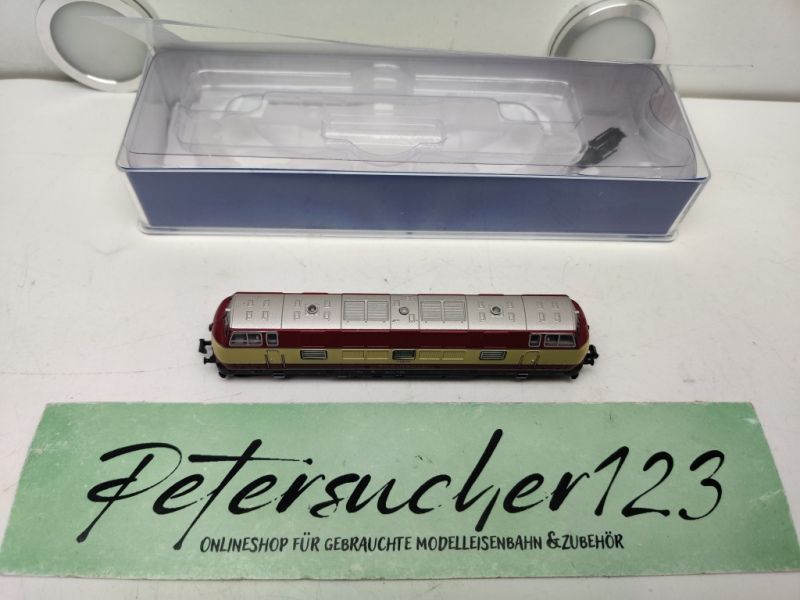 Petersucher123
ONLINESHOP FÜR GEBRAUCHTE MODELLEISENBAHN & ZUBEHÖR